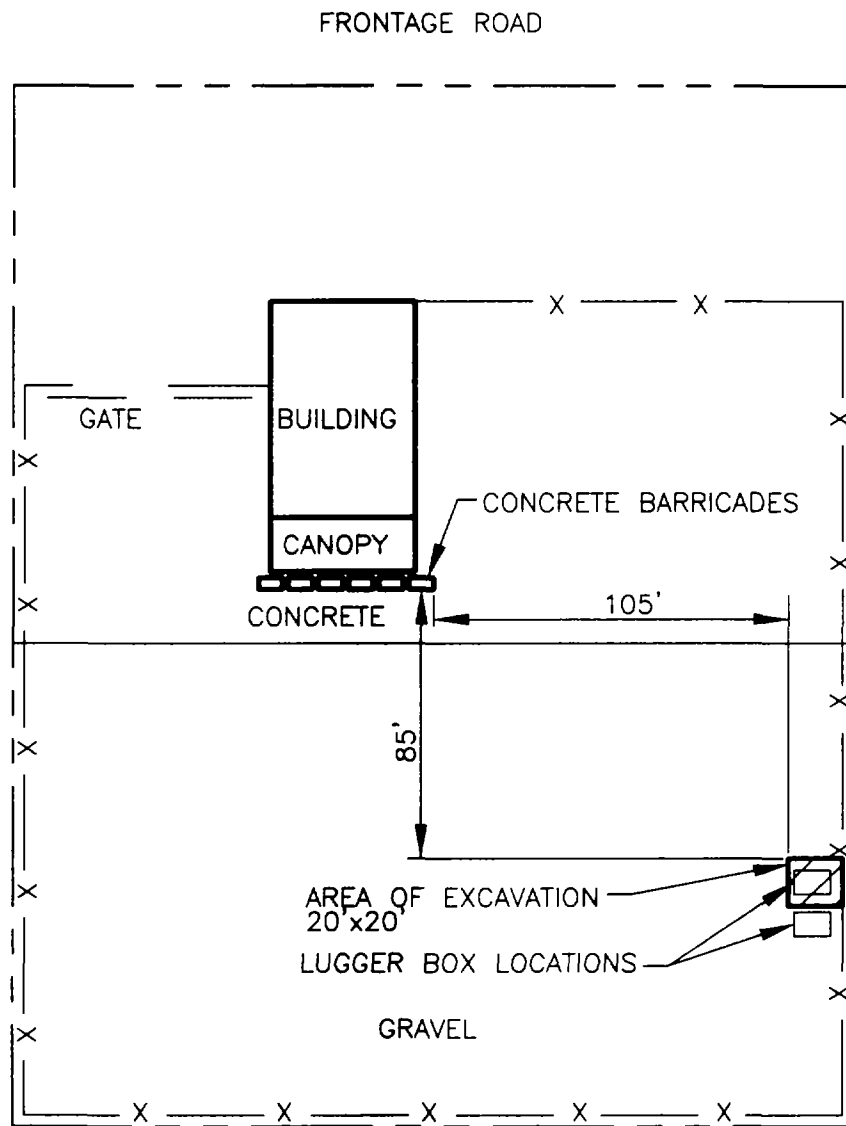 FRONTAGE ROAD
X X
GATE
BUILDING
X
X
CONCRETE BARRICADES
CANOPY
X
X
105'
CONCRETE
X
85'
X
X
X
AREA OF EXCAVATION
20'x20'
LUGGER BOX LOCATIONS
X
GRAVEL
X
X X X X X